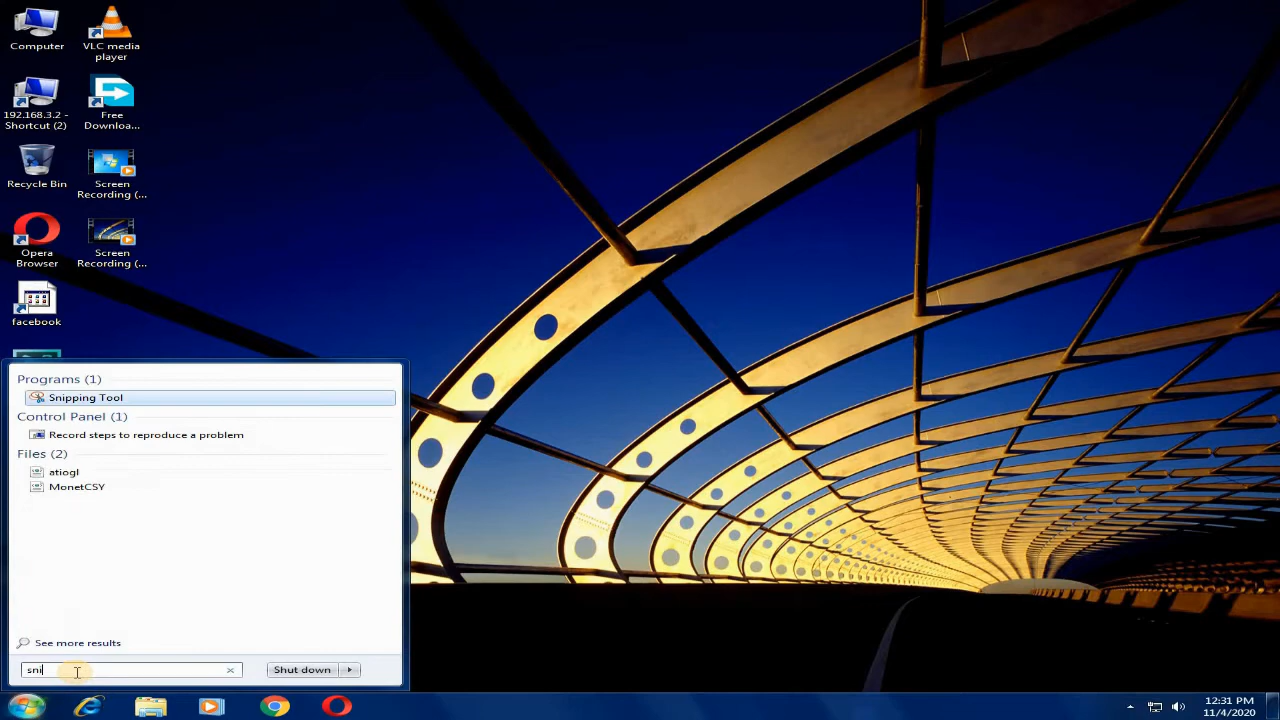 Computer
VLC media
player
192.168.3.2 -
Shortcut (2)
Free
Downloa...
Recycle Bin
Screen
Recording (...
Opera
Browser
Screen
Recording (...
facebook
Programs (1)
Snipping Tool
Control Panel (1)
Record steps to reproduce a problem
Files (2)
atiogl
MonetCSY
See more results
sni
Shut down
12:31 PM
11/4/2020